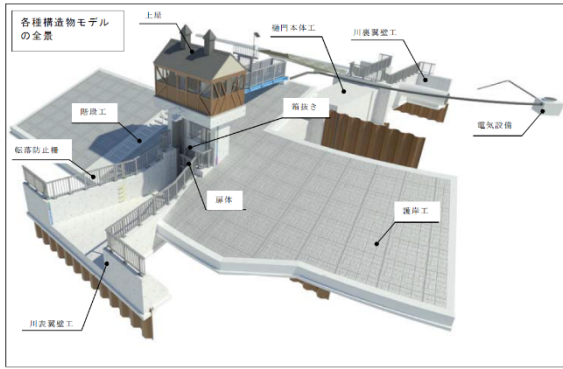 各種構造物モデル
の全景
上屋
樋門本体工
川裏翼壁工
階段工
箱抜き
電気設備
転落防止柵
扉体
護岸工
川表翼壁工